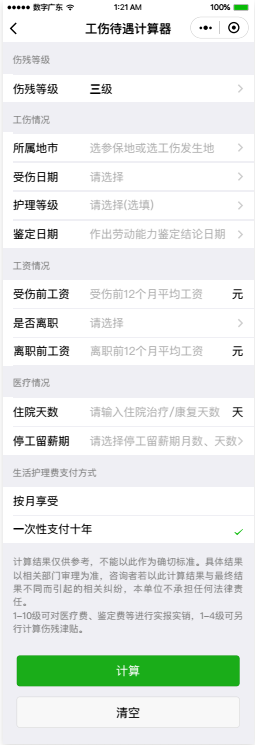 数字广东 1:21 AM 100%
工伤待遇计算器
伤残等级
伤残等级 三级
工伤情况
所属地市 选参保地或选工伤发生地
受伤日期 请选择
护理等级 请选择(选填)
鉴定日期 作出劳动能力鉴定结论日期
工资情况
受伤前工资 受伤前12个月平均工资 元
是否离职 请选择
离职前工资 离职前12个月平均工资 元
医疗情况
住院天数 请输入住院治疗/康复天数 天
停工留薪期 请选择停工留薪期月数、天数
生活护理费支付方式
按月享受
一次性支付十年
计算结果仅供参考，不能以此作为确切标准。具体结果
以相关部门审理为准，咨询者若以此计算结果与最终结
果不同而引起的相关纠纷，本单位不承担任何法律责
任。
1–10级可对医疗费、鉴定费等进行实报实销，1–4级可另
行计算伤残津贴。
计算
清空